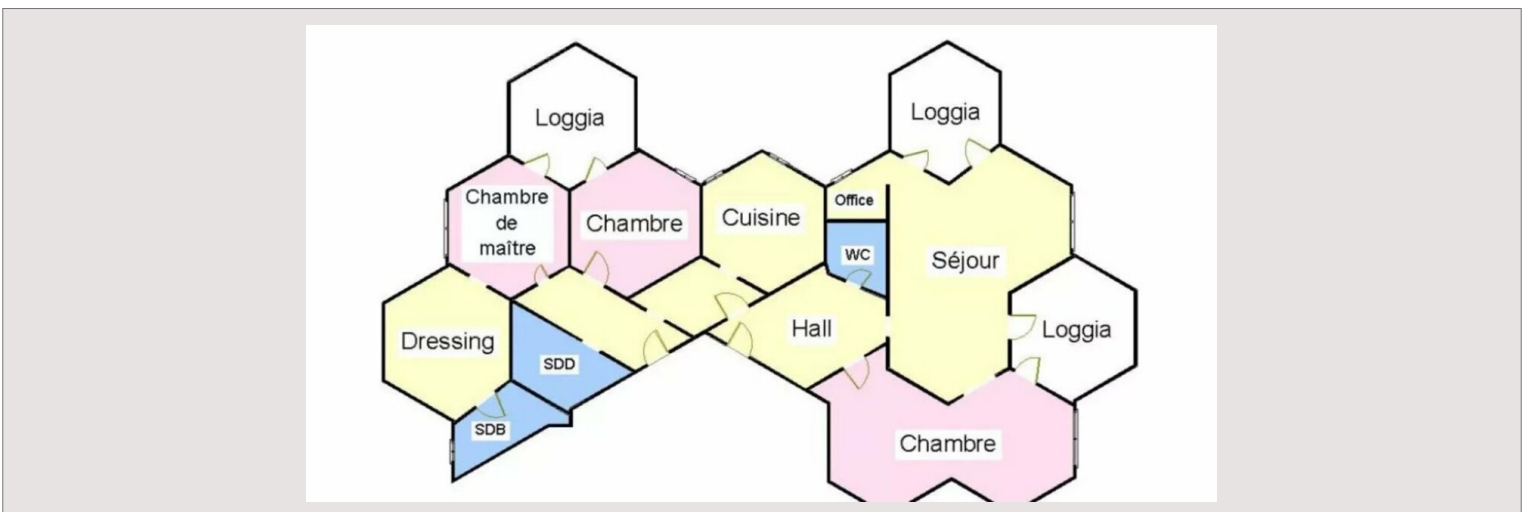 Loggia
Loggia
Chambre
de
maître
Chambre
Cuisine
Office
WC
Séjour
Dressing
SDD
Hall
Loggia
SDB
Chambre